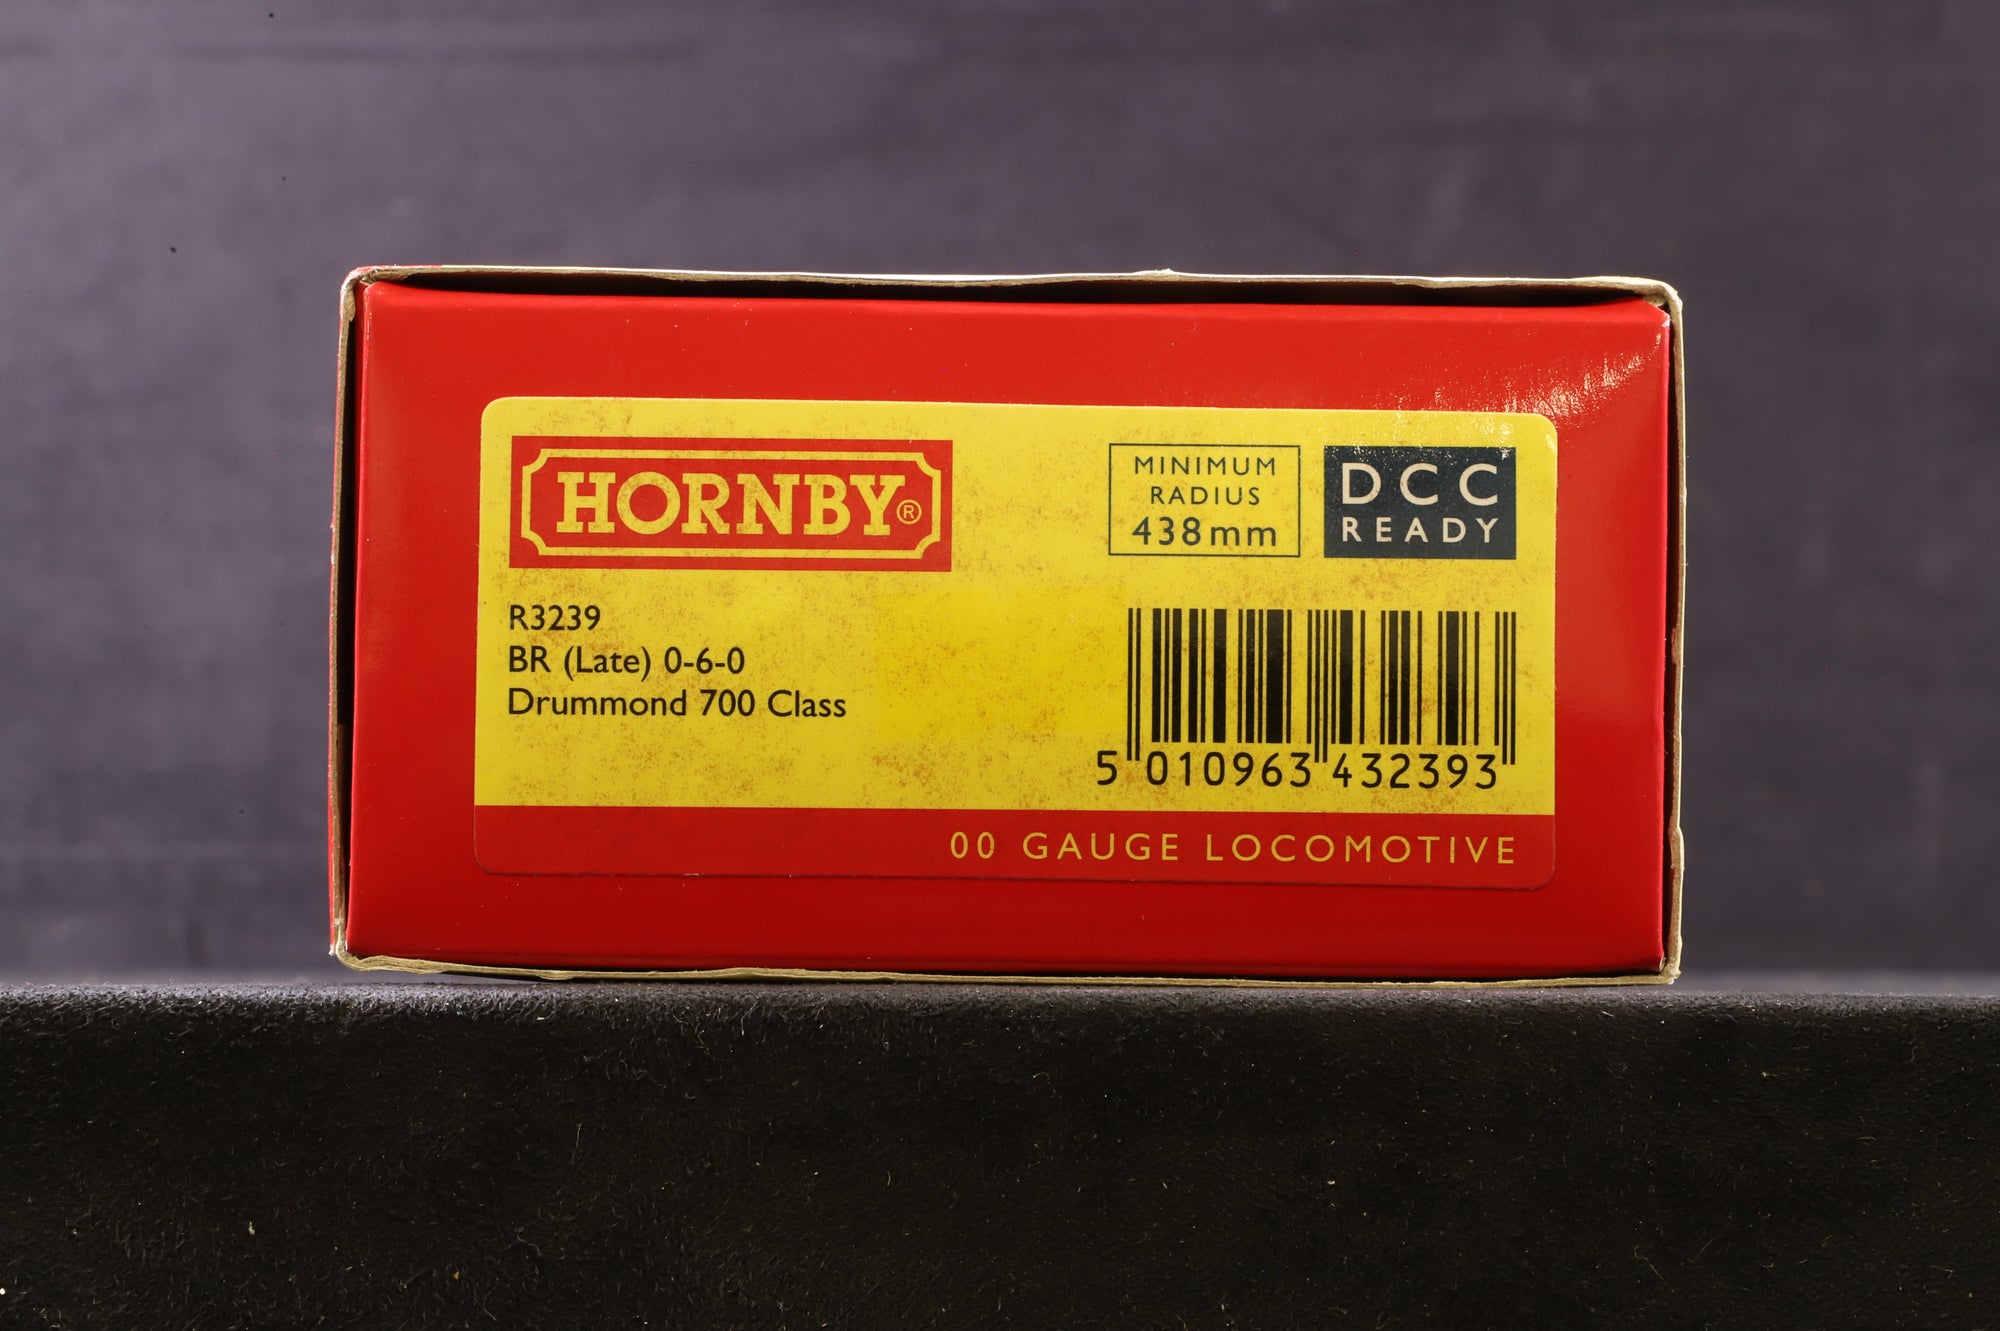 HORNBY®
MINIMUM
RADIUS
438mm
DCC
READY
R3239
BR (Late) 0-6-0
Drummond 700 Class
5 010963 432393
00 GAUGE LOCOMOTIVE